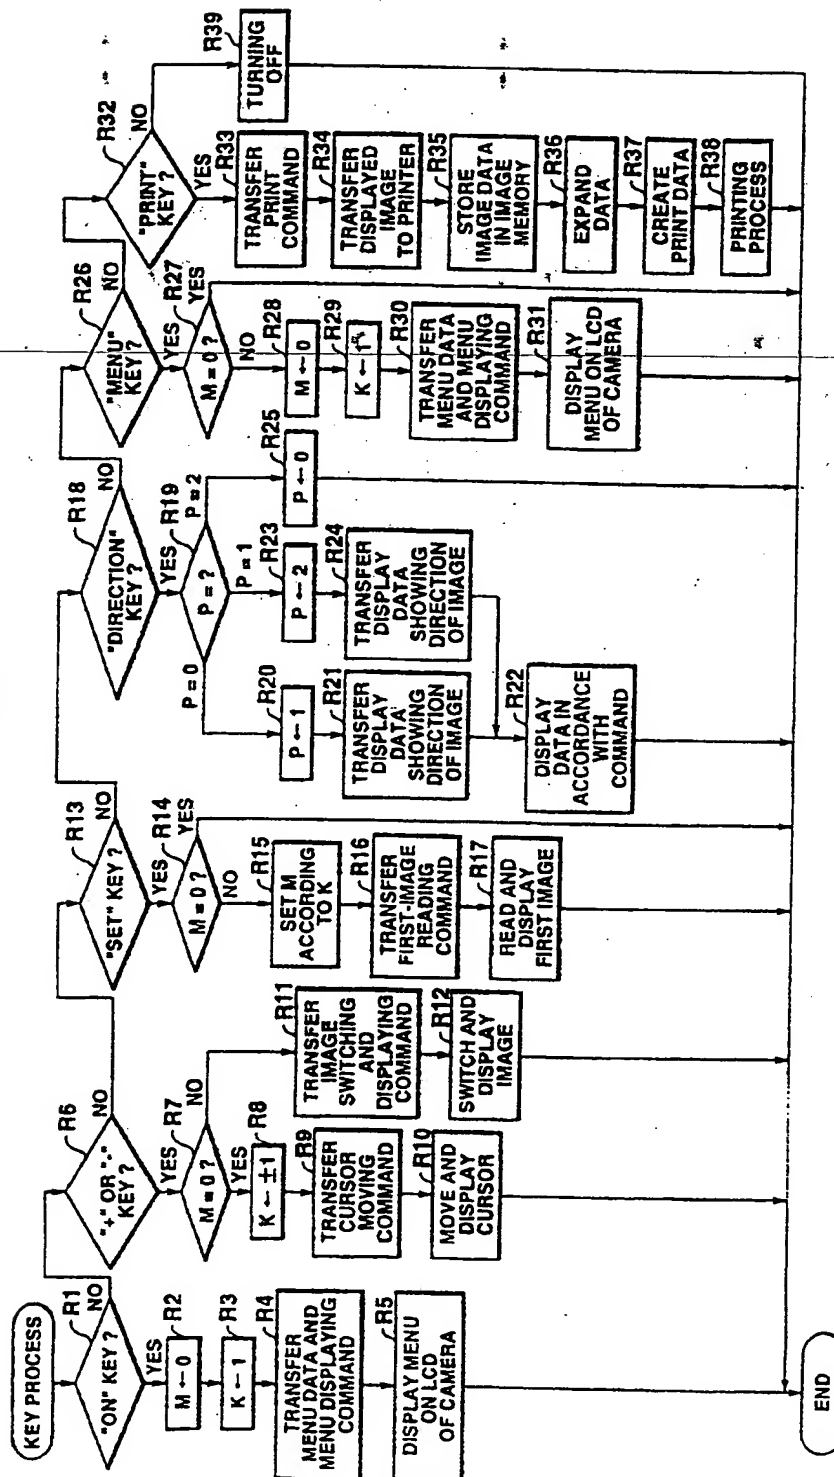 KEY PROCESS
R1
"ON" KEY ?
NO
YES
R2
M ← 0
R3
K ← 1
R4
TRANSFER
MENU DATA AND
MENU DISPLAYING
COMMAND
R5
DISPLAY MENU
ON LCD
OF CAMERA
END
R6
"+" OR "-"
KEY ?
NO
YES
R7
M = 0 ?
NO
YES
R8
K ← ±1
R9
TRANSFER
CURSOR
MOVING
COMMAND
R10
MOVE AND
DISPLAY
CURSOR
R11
TRANSFER
IMAGE
SWITCHING
AND
DISPLAYING
COMMAND
R12
SWITCH AND
DISPLAY
IMAGE
R13
"SET" KEY ?
NO
YES
R14
M = 0 ?
YES
NO
R15
SET M
ACCORDING
TO K
R16
TRANSFER
FIRST-IMAGE
READING
COMMAND
R17
READ AND
DISPLAY
FIRST IMAGE
R18
"DIRECTION"
KEY ?
NO
YES
R19
P = ?
P = 0
P = 1
P = 2
R20
P ← 1
R21
TRANSFER
DISPLAY
DATA
SHOWING
DIRECTION
OF IMAGE
R22
DISPLAY
DATA IN
ACCORDANCE
WITH
COMMAND
R23
P ← 2
R24
TRANSFER
DISPLAY
DATA
SHOWING
DIRECTION
OF IMAGE
R25
P ← 0
R26
"MENU"
KEY ?
NO
YES
R27
M = 0 ?
YES
NO
R28
M ← 0
R29
K ← 1
R30
TRANSFER
MENU DATA
AND MENU
DISPLAYING
COMMAND
R31
DISPLAY
MENU ON LCD
OF CAMERA
R32
"PRINT"
KEY ?
NO
YES
R33
TRANSFER
PRINT
COMMAND
R34
TRANSFER
DISPLAYED
IMAGE
TO PRINTER
R35
STORE
IMAGE DATA
IN IMAGE
MEMORY
R36
EXPAND
DATA
R37
CREATE
PRINT DATA
R38
PRINTING
PROCESS
R39
TURNING
OFF